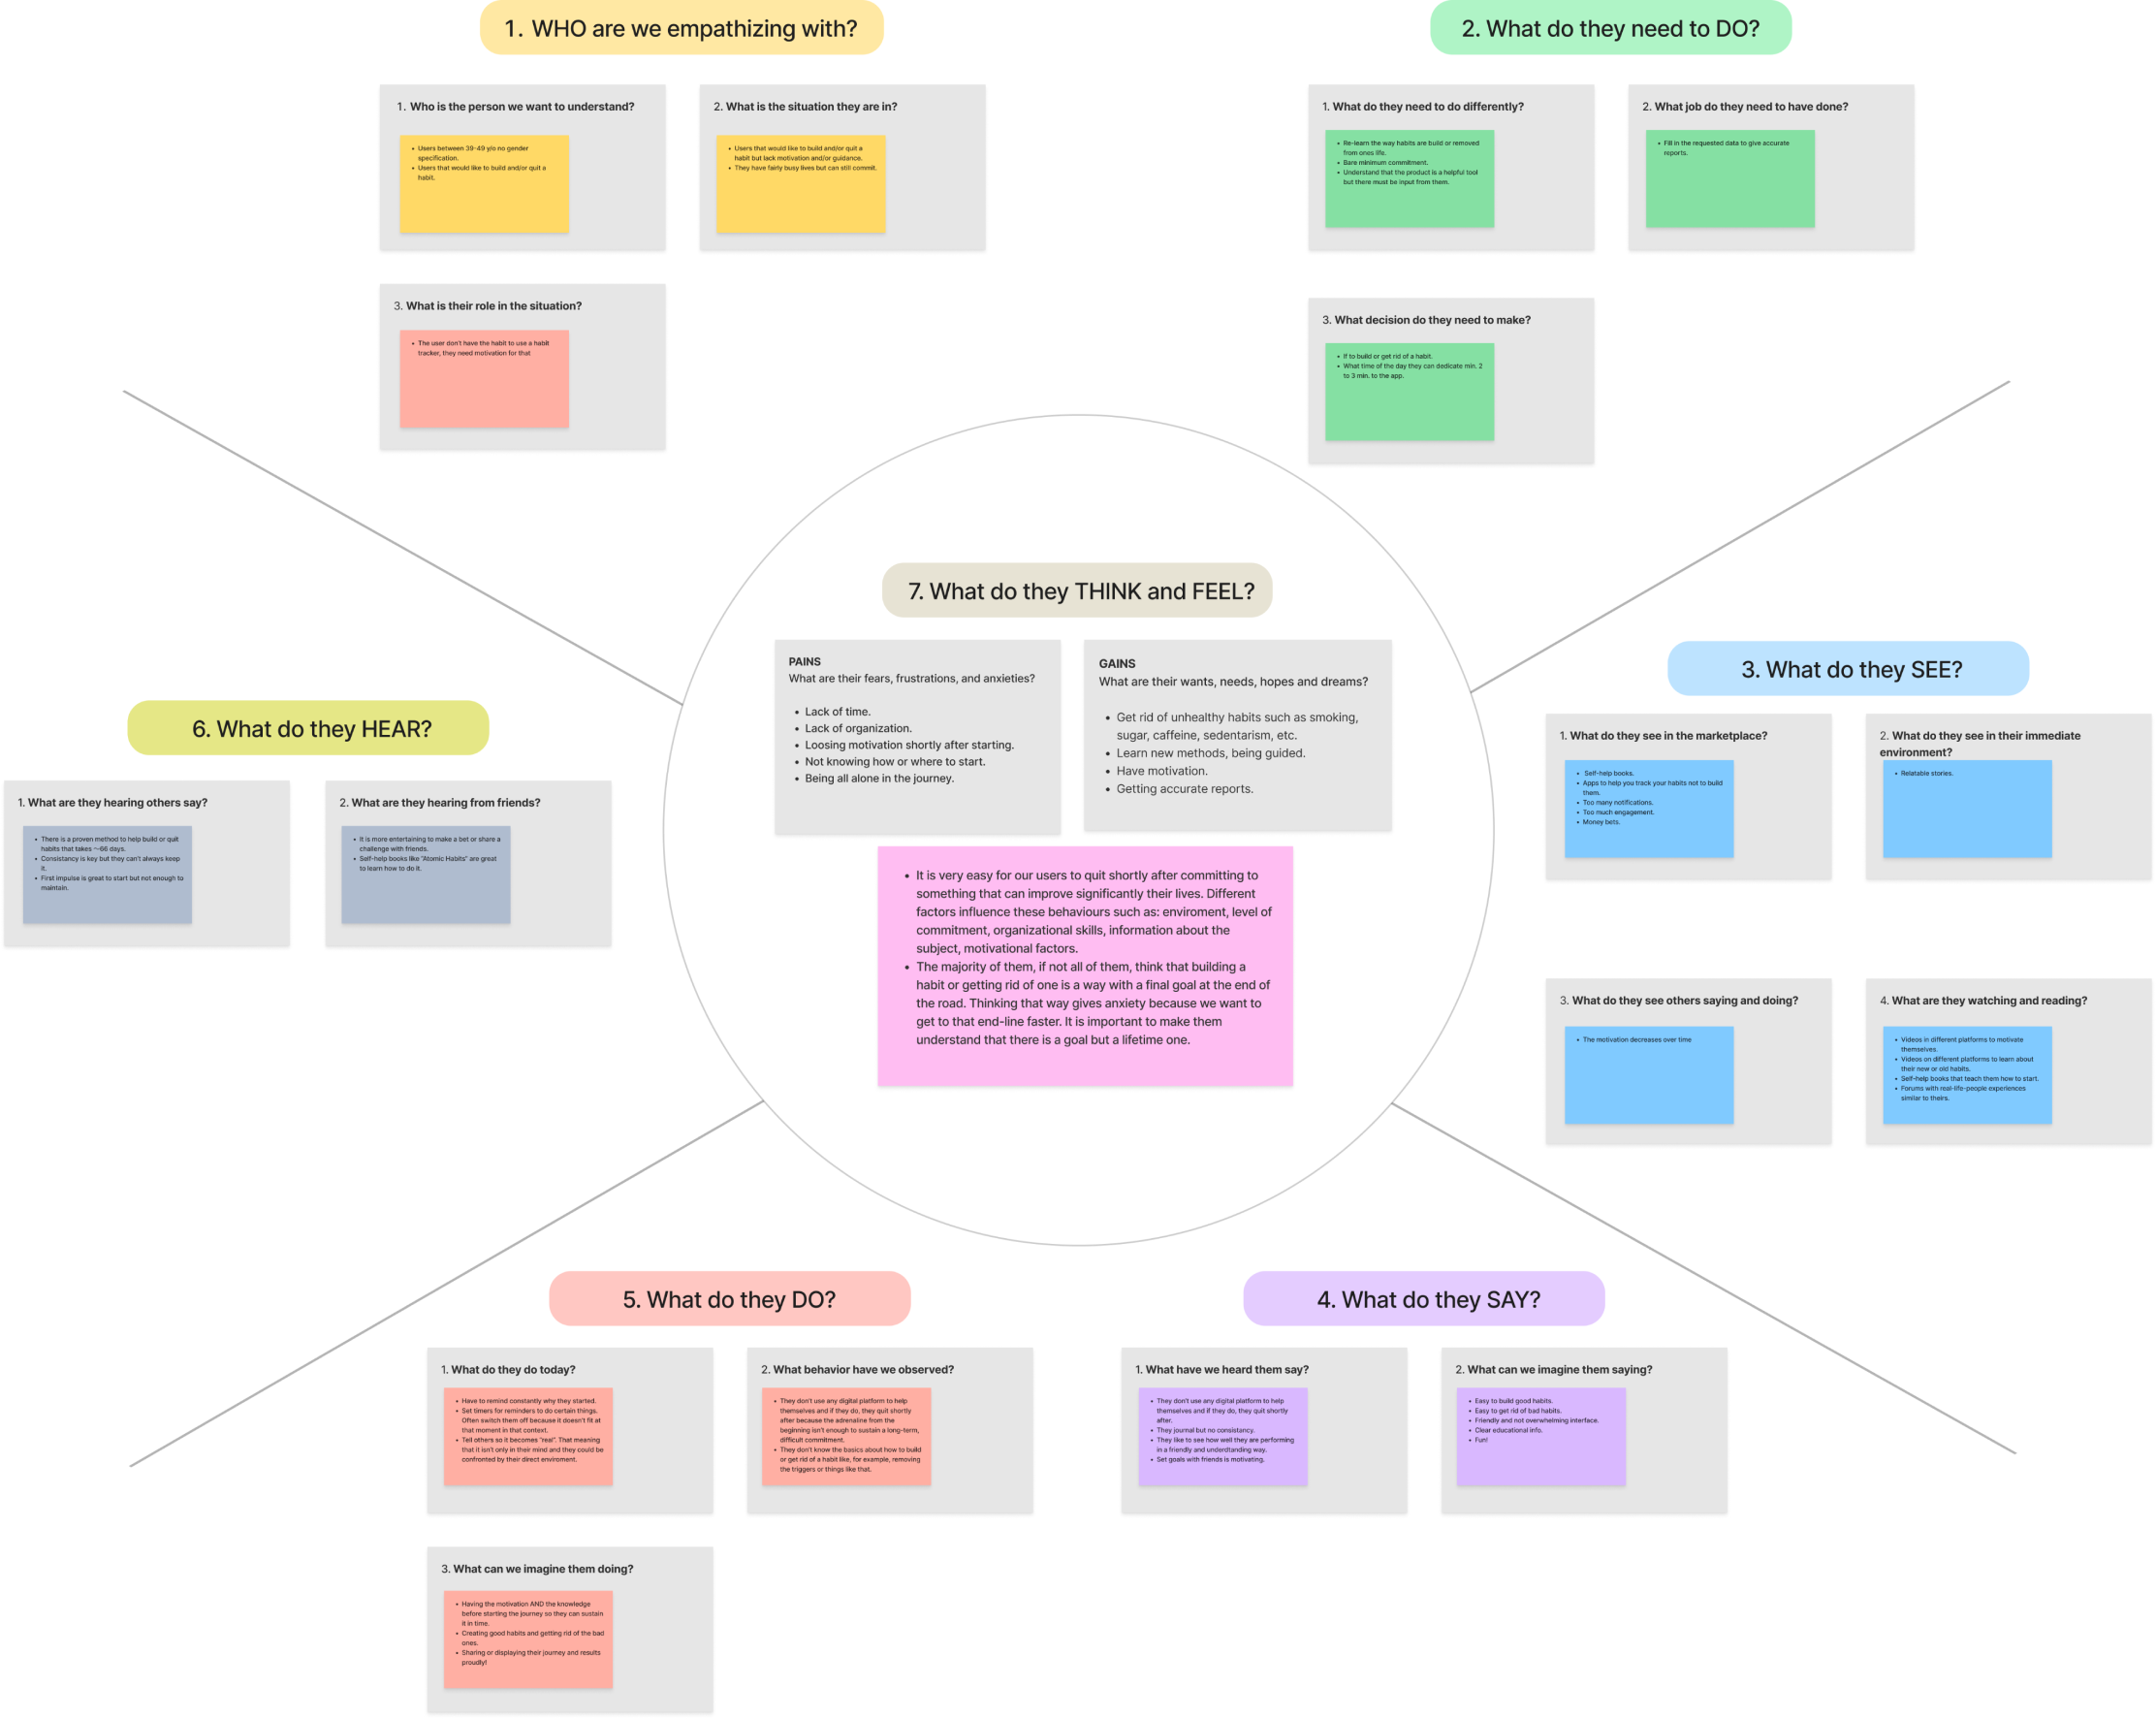 1. WHO are we empathizing with?
1. Who is the person we want to understand?
• Users between 39-49 y/o no gender
specification.
• Users that would like to build and/or quit a
habit.
2. What is the situation they are in?
• Users that would like to build and/or quit a
habit but lack motivation and/or guidance.
• They have fairly busy lives but can still commit.
3. What is their role in the situation?
• The user don't have the habit to use a habit
tracker, they need motivation for that
2. What do they need to DO?
1. What do they need to do differently?
• Re-learn the way habits are build or removed
from ones life.
• Bare minimum commitment.
• Understand that the product is a helpful tool
but there must be input from them.
2. What job do they need to have done?
• Fill in the requested data to give accurate
reports.
3. What decision do they need to make?
• If to build or get rid of a habit.
• What time of the day they can dedicate min. 2
to 3 min. to the app.
7. What do they THINK and FEEL?
PAINS
What are their fears, frustrations, and anxieties?
• Lack of time.
• Lack of organization.
• Loosing motivation shortly after starting.
• Not knowing how or where to start.
• Being all alone in the journey.
GAINS
What are their wants, needs, hopes and dreams?
• Get rid of unhealthy habits such as smoking,
sugar, caffeine, sedentarism, etc.
• Learn new methods, being guided.
• Have motivation.
• Getting accurate reports.
• It is very easy for our users to quit shortly after committing to
something that can improve significantly their lives. Different
factors influence these behaviours such as: enviroment, level of
commitment, organizational skills, information about the
subject, motivational factors.
• The majority of them, if not all of them, think that building a
habit or getting rid of one is a way with a final goal at the end of
the road. Thinking that way gives anxiety because we want to
get to that end-line faster. It is important to make them
understand that there is a goal but a lifetime one.
3. What do they SEE?
1. What do they see in the marketplace?
• Self-help books.
• Apps to help you track your habits not to build
them.
• Too many notifications.
• Too much engagement.
• Money bets.
2. What do they see in their immediate
environment?
• Relatable stories.
3. What do they see others saying and doing?
• The motivation decreases over time
4. What are they watching and reading?
• Videos in different platforms to motivate
themselves.
• Videos on different platforms to learn about
their new or old habits.
• Self-help books that teach them how to start.
• Forums with real-life-people experiences
similar to theirs.
6. What do they HEAR?
1. What are they hearing others say?
• There is a proven method to help build or quit
habits that takes ~66 days.
• Consistancy is key but they can't always keep
it.
• First impulse is great to start but not enough to
maintain.
2. What are they hearing from friends?
• It is more entertaining to make a bet or share a
challenge with friends.
• Self-help books like "Atomic Habits" are great
to learn how to do it.
5. What do they DO?
1. What do they do today?
• Have to remind constantly why they started.
• Set timers for reminders to do certain things.
Often switch them off because it doesn't fit at
that moment in that context.
• Tell others so it becomes "real". That meaning
that it isn't only in their mind and they could be
confronted by their direct enviroment.
2. What behavior have we observed?
• They don't use any digital platform to help
themselves and if they do, they quit shortly
after because the adrenaline from the
beginning isn't enough to sustain a long-term,
difficult commitment.
• They don't know the basics about how to build
or get rid of a habit like, for example, removing
the triggers or things like that.
3. What can we imagine them doing?
• Having the motivation AND the knowledge
before starting the journey so they can sustain
it in time.
• Creating good habits and getting rid of the bad
ones.
• Sharing or displaying their journey and results
proudly!
4. What do they SAY?
1. What have we heard them say?
• They don't use any digital platform to help
themselves and if they do, they quit shortly
after.
• They journal but no consistancy.
• They like to see how well they are performing
in a friendly and understanding way.
• Set goals with friends is motivating.
2. What can we imagine them saying?
• Easy to build good habits.
• Easy to get rid of bad habits.
• Friendly and not overwhelming interface.
• Clear educational info.
• Fun!